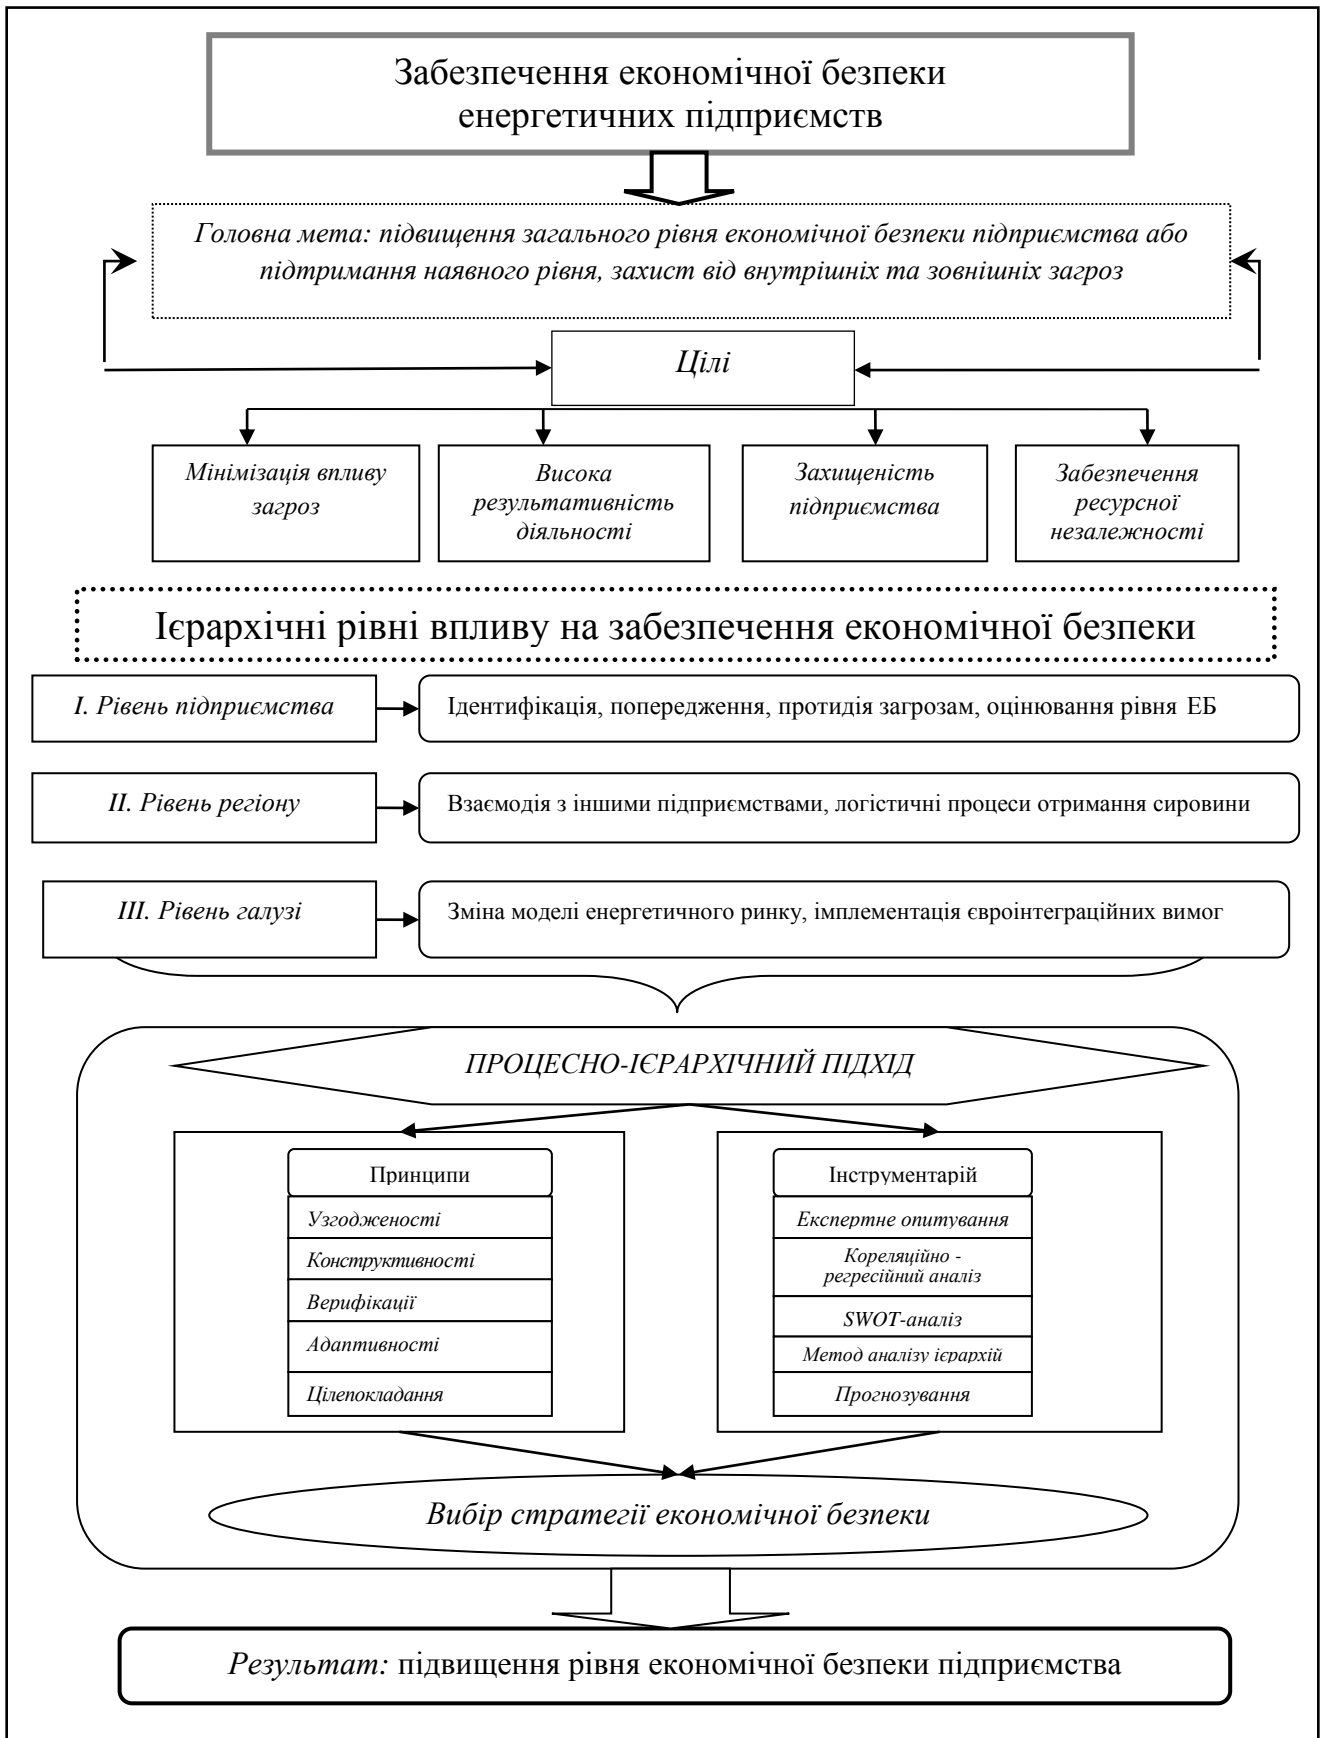 Забезпечення економічної безпеки
енергетичних підприємств
Головна мета: підвищення загального рівня економічної безпеки підприємства або
підтримання наявного рівня, захист від внутрішніх та зовнішніх загроз
Цілі
Мінімізація впливу
загроз
Висока
результативність
діяльності
Захищеність
підприємства
Забезпечення
ресурсної
незалежності
Ієрархічні рівні впливу на забезпечення економічної безпеки
І. Рівень підприємства
Ідентифікація, попередження, протидія загрозам, оцінювання рівня ЕБ
ІІ. Рівень регіону
Взаємодія з іншими підприємствами, логістичні процеси отримання сировини
ІІІ. Рівень галузі
Зміна моделі енергетичного ринку, імплементація євроінтеграційних вимог
ПРОЦЕСНО-ІЄРАРХІЧНИЙ ПІДХІД
Принципи
Узгодженості
Конструктивності
Верифікації
Адаптивності
Цілепокладання
Інструментарій
Експертне опитування
Кореляційно -
регресійний аналіз
SWOT-аналіз
Метод аналізу ієрархій
Прогнозування
Вибір стратегії економічної безпеки
Результат: підвищення рівня економічної безпеки підприємства